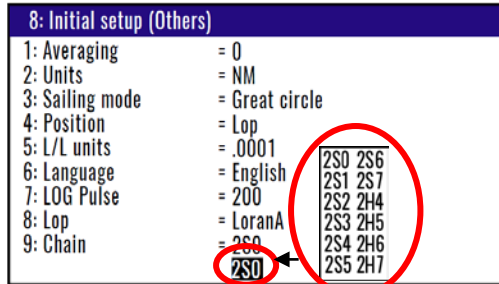 8: Initial setup (Others)
1: Averaging = 0
2: Units = NM
3: Sailing mode = Great circle
4: Position = Lop
5: L/L units = .0001
6: Language = English
7: LOG Pulse = 200
8: Lop = LoranA
9: Chain = 2S0
2S0
2S0 2S6
2S1 2S7
2S2 2H4
2S3 2H5
2S4 2H6
2S5 2H7